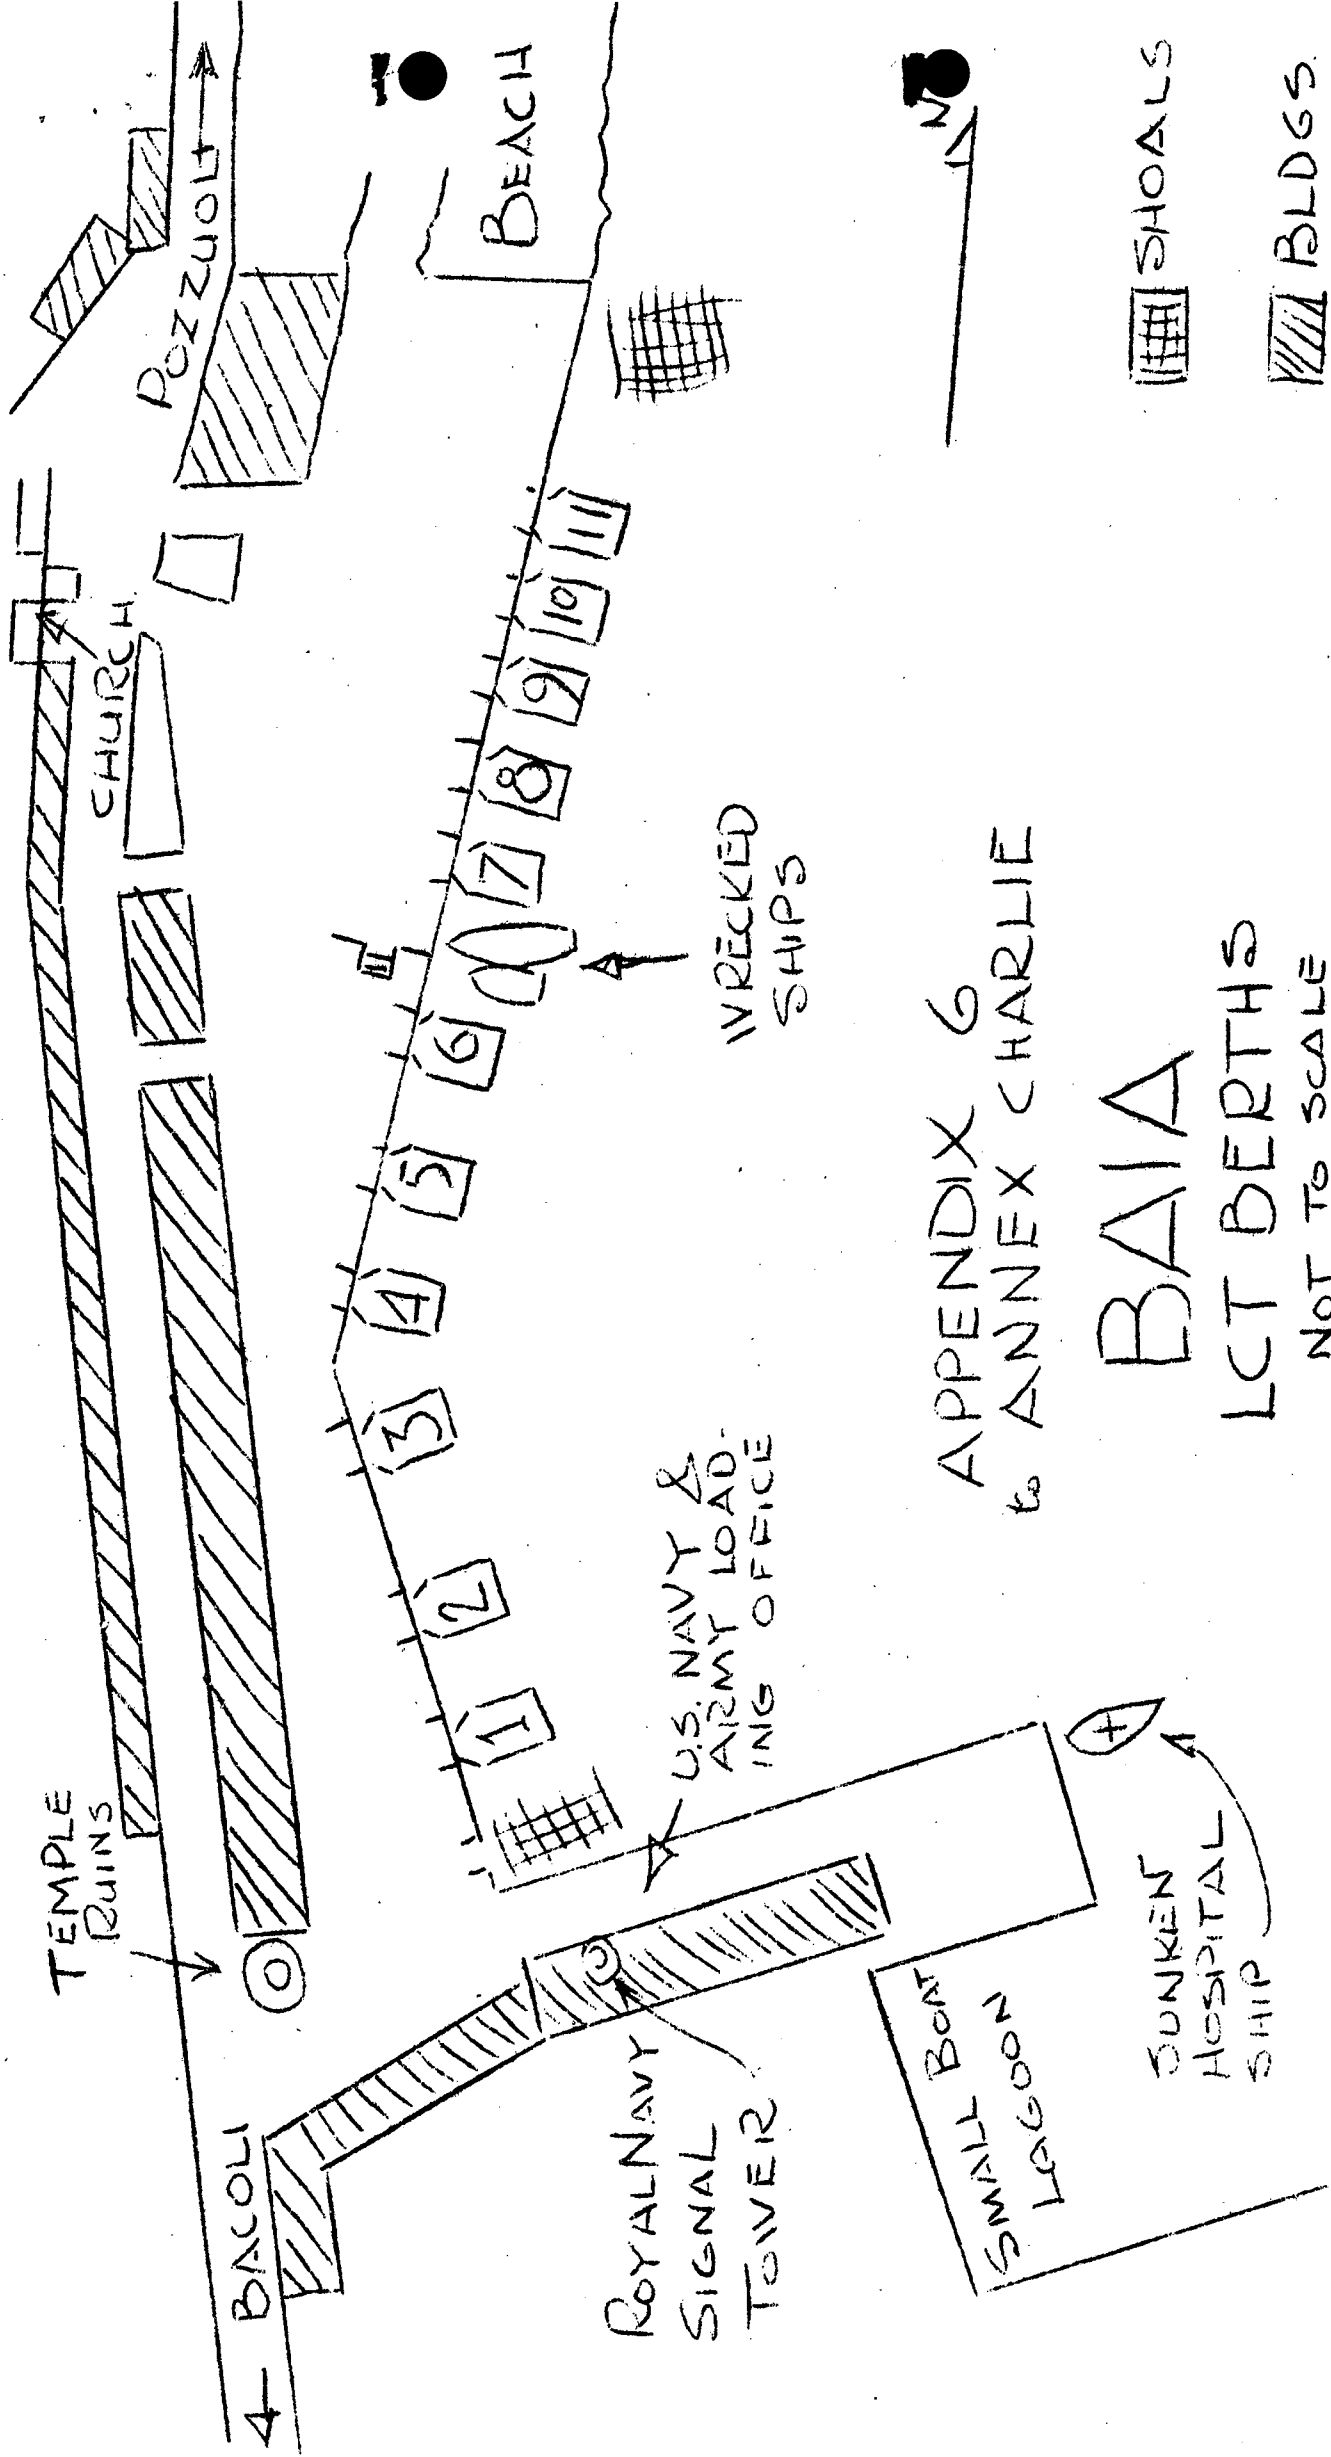 TEMPLE
RUINS
CHURCH
POZZUOLI
BACOLI
BEACH
1
2
3
4
5
6
7
8
9
10
11
WRECKED
SHIPS
U.S. NAVY &
ARMY LOAD-
ING OFFICE
ROYAL NAVY
SIGNAL
TOWER
SMALL BOAT
LAGOON
SUNKEN
HOSPITAL
SHIP
N
APPENDIX 6
to ANNEX CHARLIE
BAIA
LCT BERTHS
NOT TO SCALE
SHOALS
BLDGS.